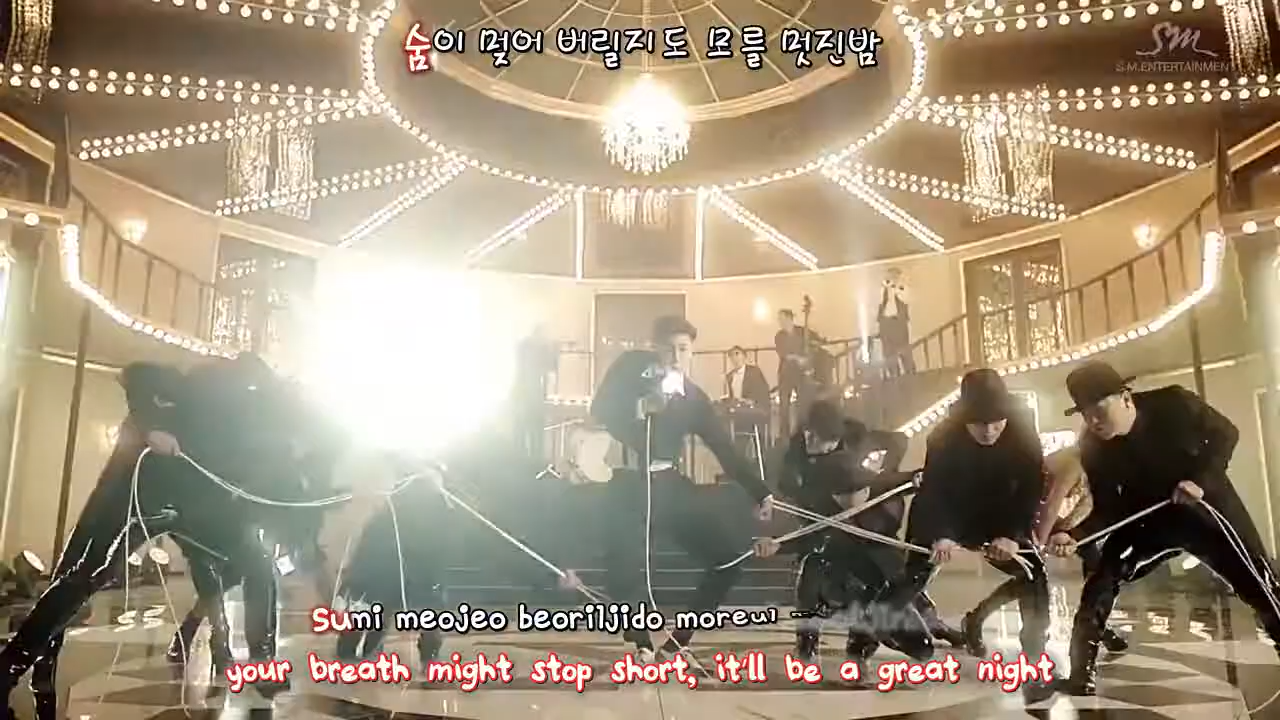 숨이 멎어 버릴지도 모를 멋진밤
SM
S.M.ENTERTAINMENT
Sumi meojeo beoriljido moreul
your breath might stop short, it'll be a great night